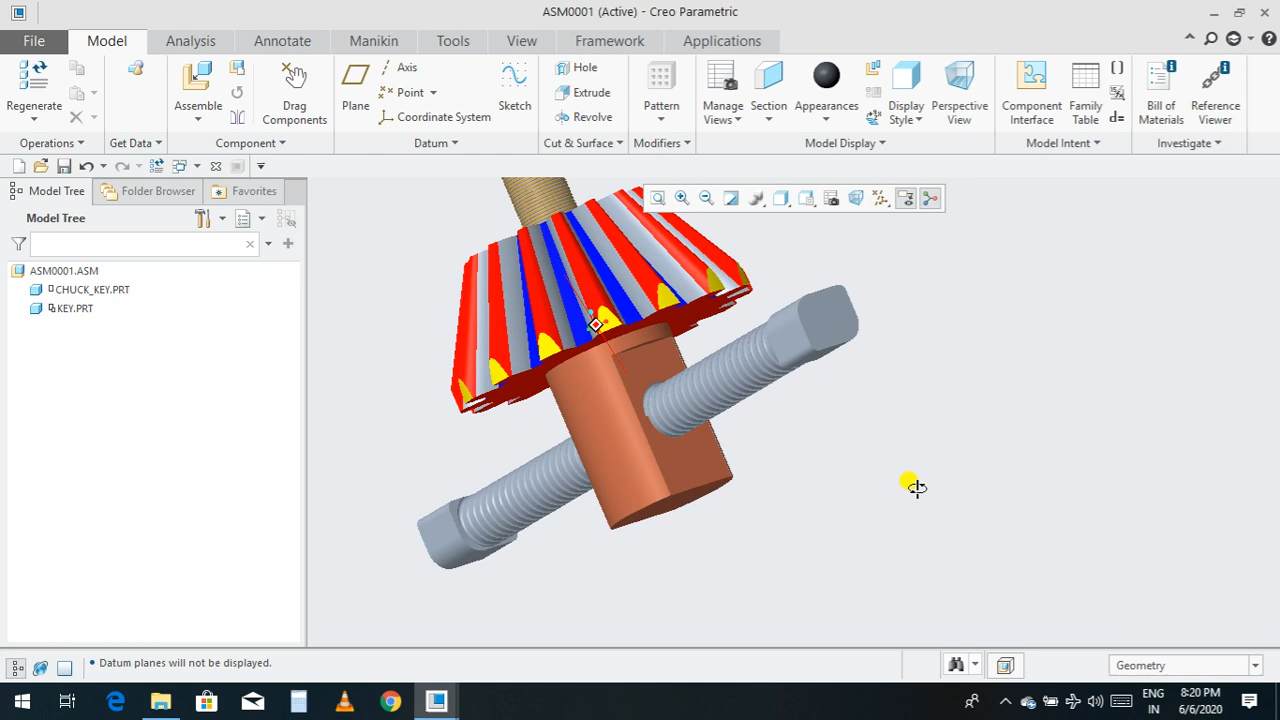 ASM0001 (Active) - Creo Parametric
File Model Analysis Annotate Manikin Tools View Framework Applications
Regenerate
Assemble
Drag Components
Plane
Axis
Point
Coordinate System
Sketch
Hole
Extrude
Revolve
Pattern
Manage Views
Section
Appearances
Display Style
Perspective View
Component Interface
Family Table
d=
Bill of Materials
Reference Viewer
Operations Get Data Component Datum Cut & Surface Modifiers Model Display Model Intent Investigate
Model Tree Folder Browser Favorites
Model Tree
ASM0001.ASM
CHUCK_KEY.PRT
KEY.PRT
• Datum planes will not be displayed.
Geometry
ENG
IN
8:20 PM
6/6/2020